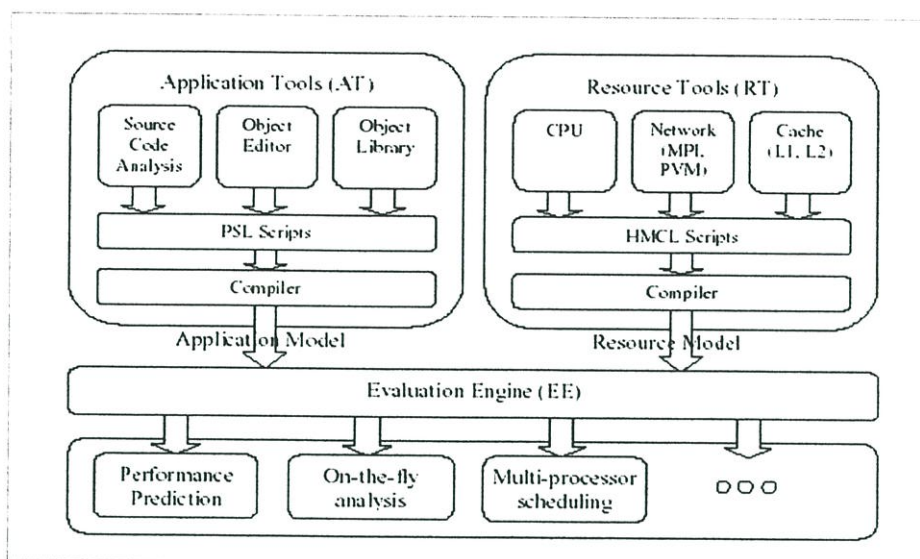 Application Tools (AT)
Source
Code
Analysis
Object
Editor
Object
Library
PSL Scripts
Compiler
Application Model
Resource Tools (RT)
CPU
Network
(MPI,
PVM)
Cache
(L1, L2)
HMCL Scripts
Compiler
Resource Model
Evaluation Engine (EE)
Performance
Prediction
On-the-fly
analysis
Multi-processor
scheduling